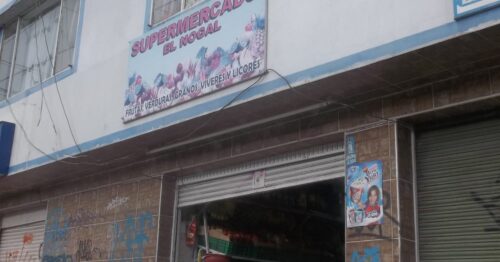 SUPERMERCADO
EL NOGAL
FRUTAS VERDURAS GRANOS, VIVERES Y LICORES